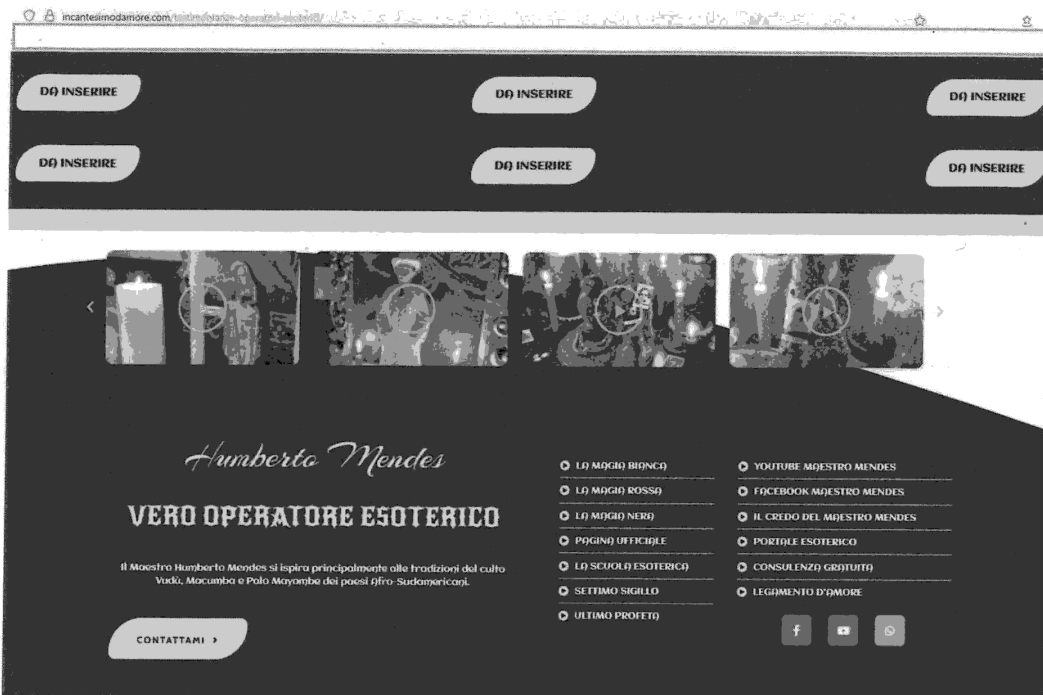 incantesimodamore.com/testimonianze-operatori-esoterici/
DA INSERIRE
DA INSERIRE
DA INSERIRE
DA INSERIRE
DA INSERIRE
DA INSERIRE
Humberto Mendes
VERO OPERATORE ESOTERICO
Il Maestro Humberto Mendes si ispira principalmente alle tradizioni del culto
Vudù, Macumba e Palo Mayombe dei paesi Afro-Sudamericani.
CONTATTAMI
LA MAGIA BIANCA
LA MAGIA ROSSA
LA MAGIA NERA
PAGINA UFFICIALE
LA SCUOLA ESOTERICA
SETTIMO SIGILLO
ULTIMO PROFETA
YOUTUBE MAESTRO MENDES
FACEBOOK MAESTRO MENDES
IL CREDO DEL MAESTRO MENDES
PORTALE ESOTERICO
CONSULENZA GRATUITA
LEGAMENTO D'AMORE